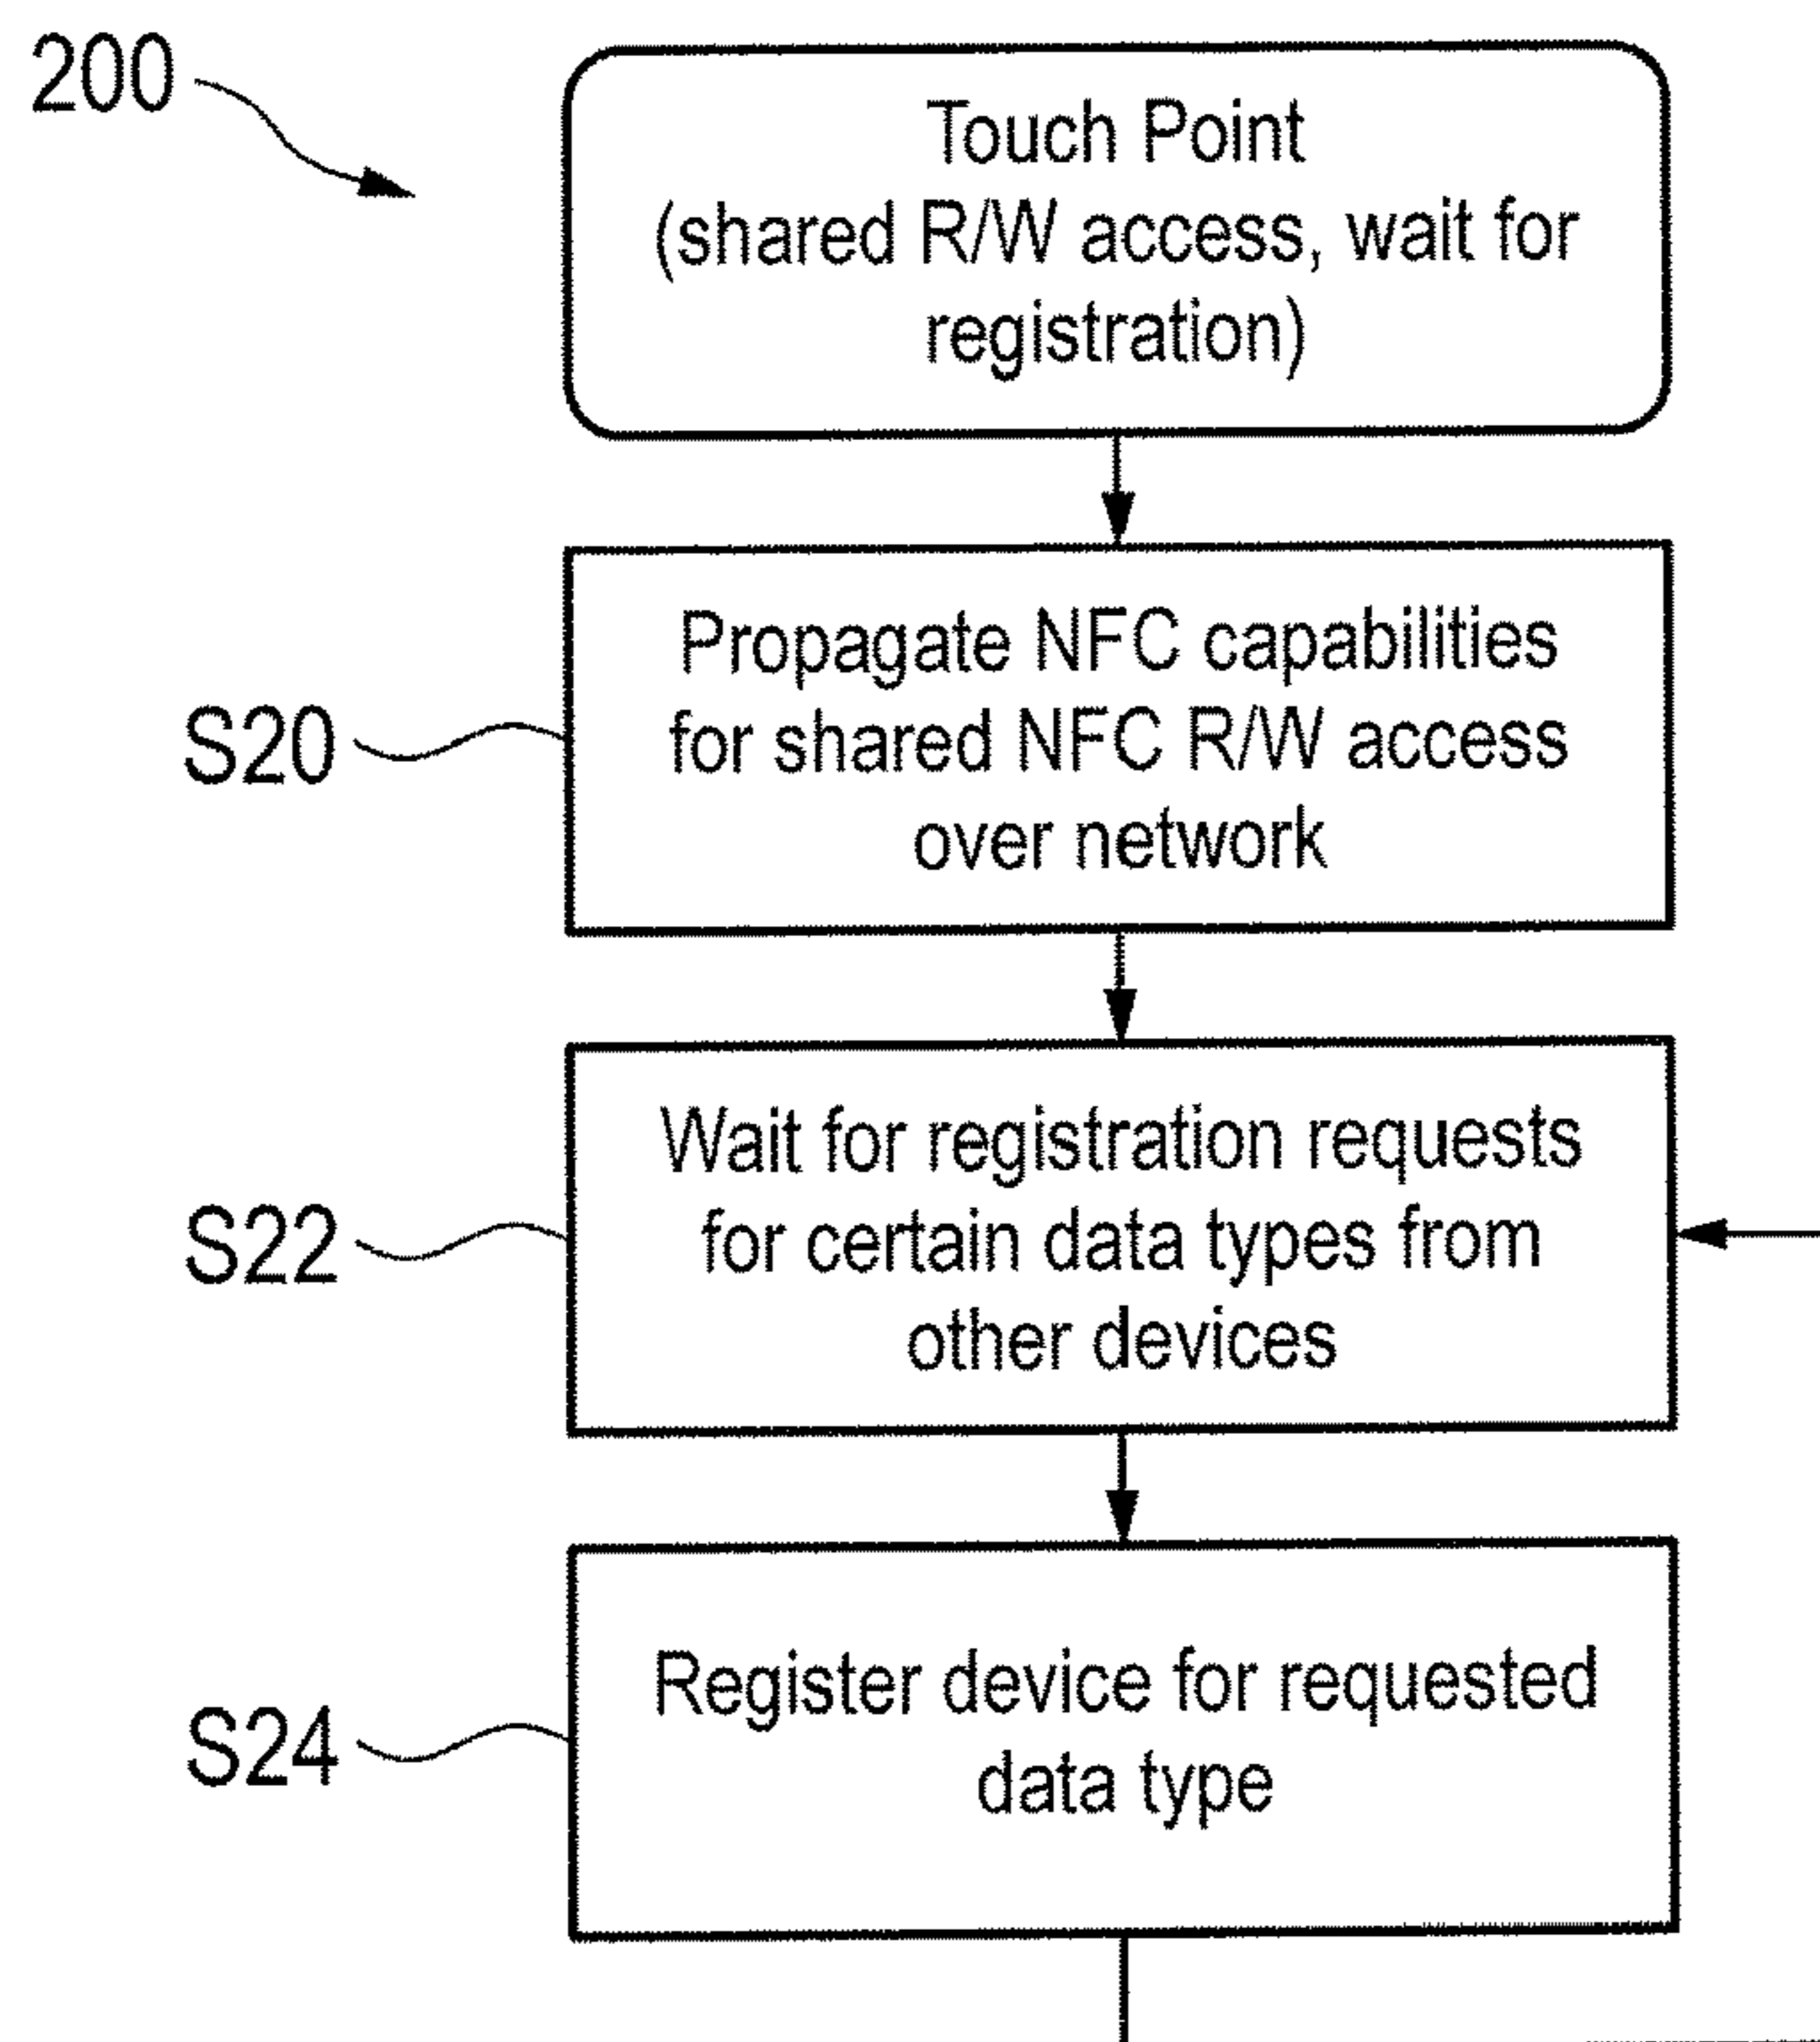 200
Touch Point
(shared R/W access, wait for
registration)
S20
Propagate NFC capabilities
for shared NFC R/W access
over network
S22
Wait for registration requests
for certain data types from
other devices
S24
Register device for requested
data type